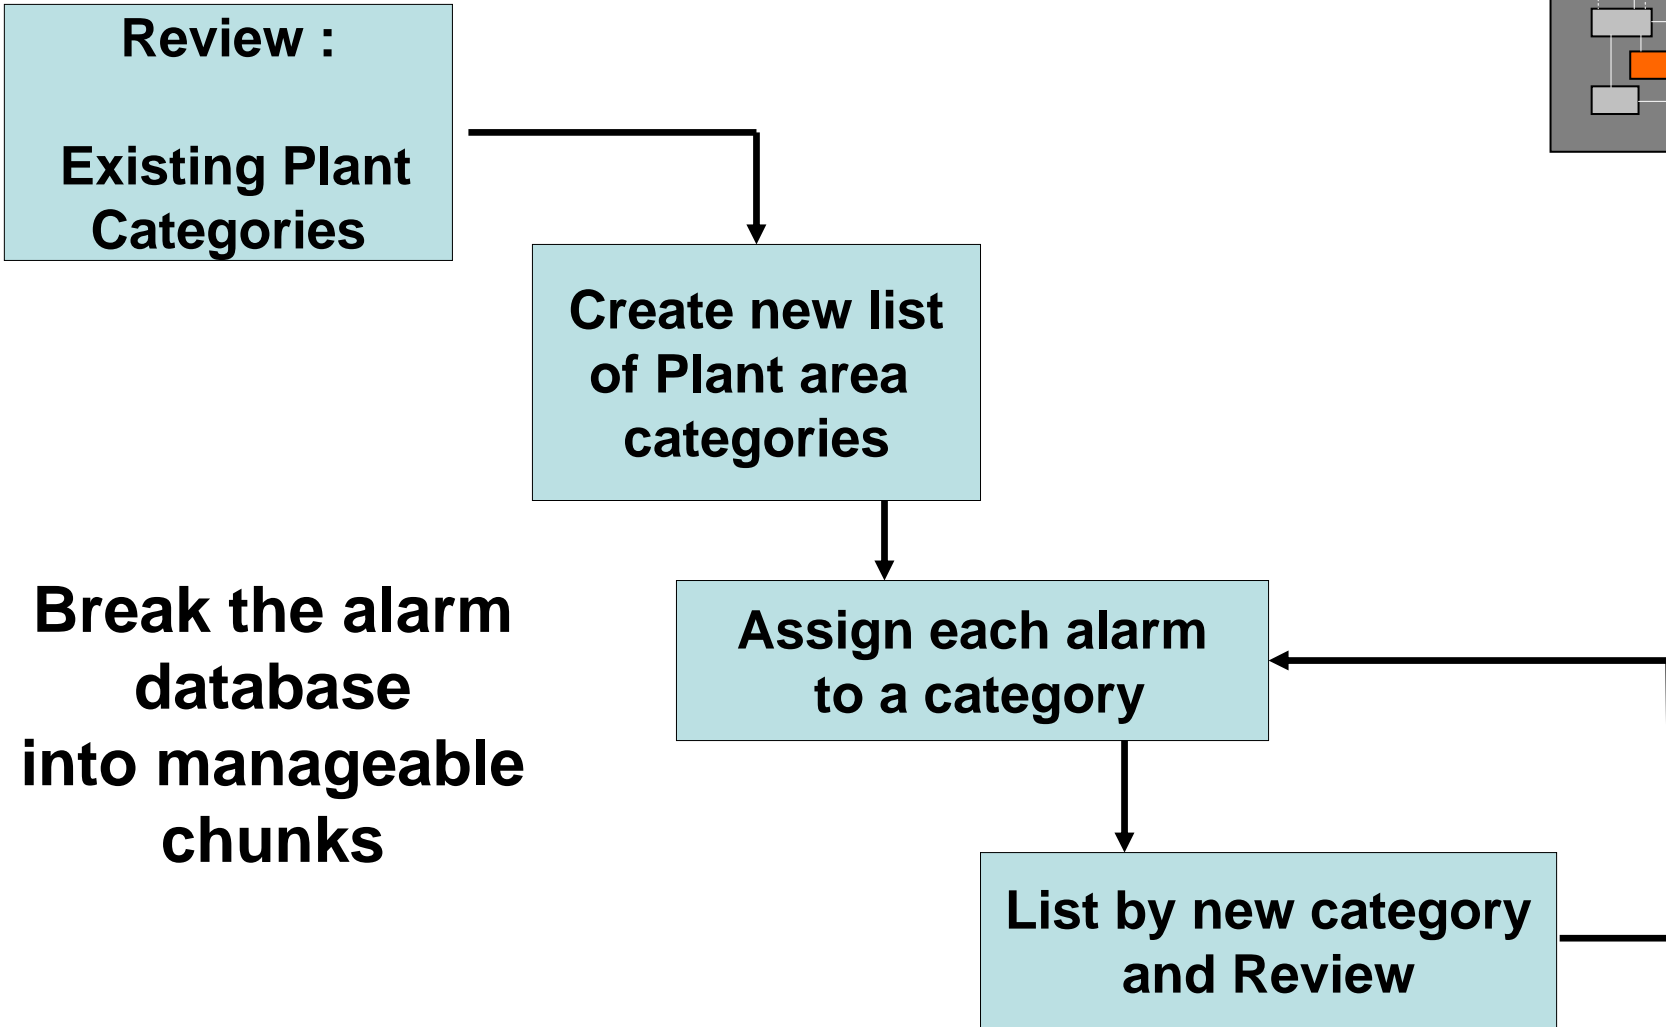 Review :
Existing Plant
Categories
Create new list
of Plant area
categories
Break the alarm
database
into manageable
chunks
Assign each alarm
to a category
List by new category
and Review